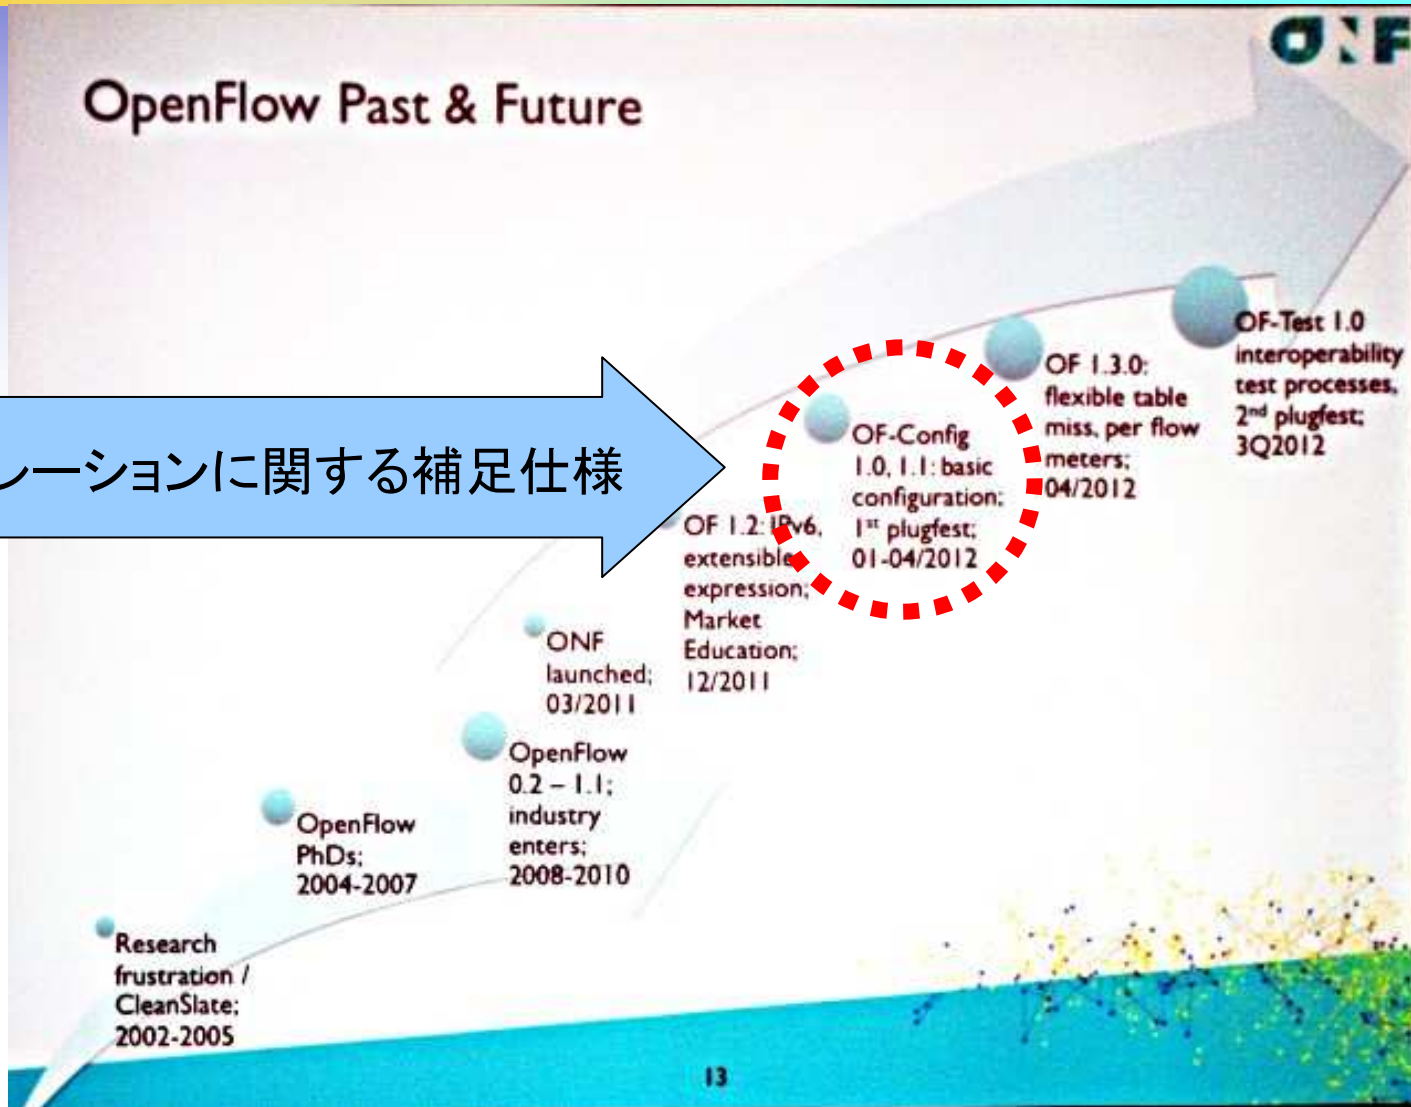 ONF
OpenFlow Past & Future
OF-Test 1.0
interoperability
test processes,
2nd plugfest;
3Q2012
OF 1.3.0:
flexible table
miss, per flow
meters;
04/2012
OF-Config
1.0, 1.1: basic
configuration;
1st plugfest;
01-04/2012
レーションに関する補足仕様
OF 1.2: IPv6,
extensible
expression;
Market
Education;
12/2011
ONF
launched;
03/2011
OpenFlow
0.2 – 1.1;
industry
enters;
2008-2010
OpenFlow
PhDs;
2004-2007
Research
frustration /
CleanSlate;
2002-2005
13